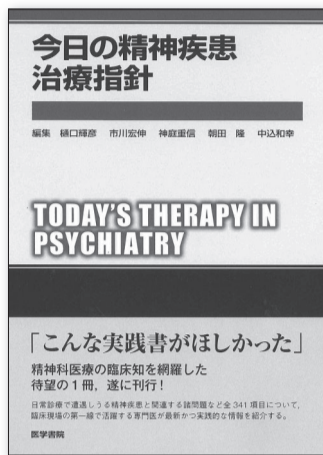 今日の精神疾患
治療指針
編集 樋口輝彦 市川宏伸 神庭重信 朝田 隆 中込和幸
TODAY'S THERAPY IN
PSYCHIATRY
「こんな実践書がほしかった」
精神科医療の臨床知を網羅した
待望の1冊，遂に刊行！
日常診療で遭遇しうる精神疾患と関連する諸問題など全341項目について，
臨床現場の第一線で活躍する専門医が最新かつ実践的な情報を紹介する。
医学書院